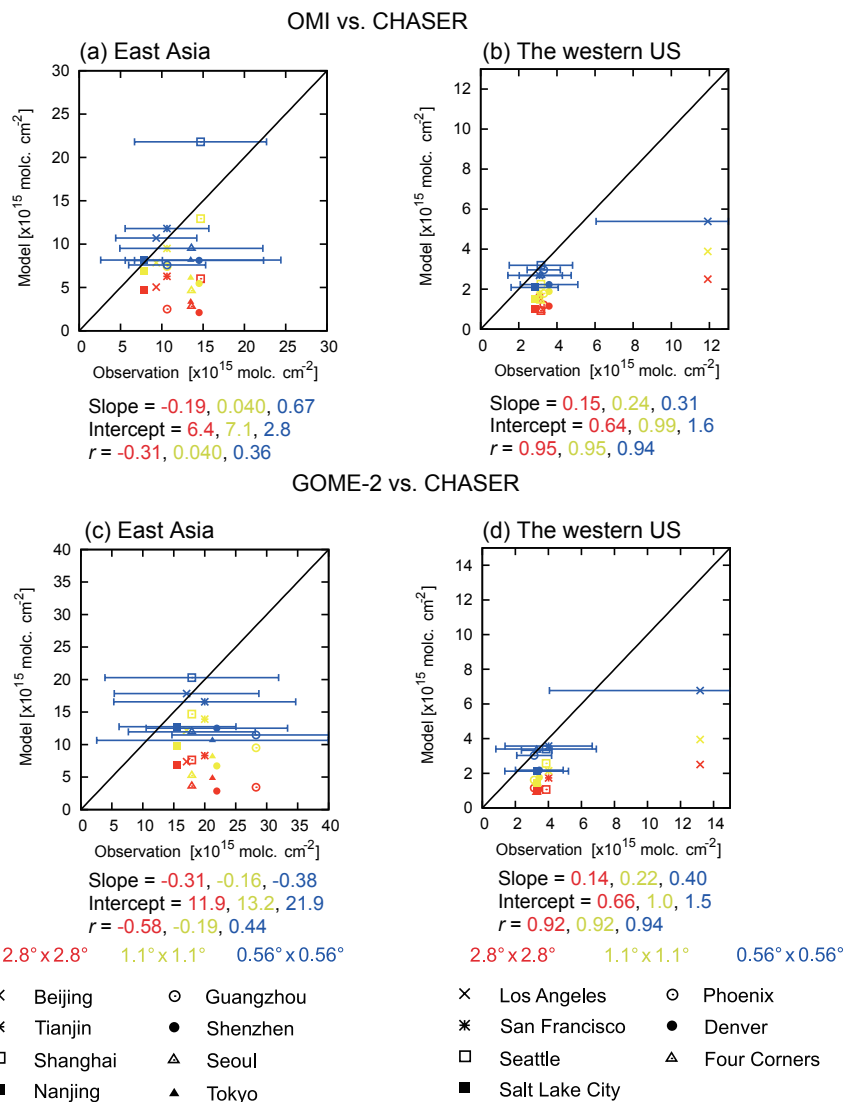 OMI vs. CHASER
(a) East Asia
(b) The western US
Model [x10^15 molc. cm^-2]
30
25
20
15
10
5
0
0 5 10 15 20 25 30
Observation [x10^15 molc. cm^-2]
Slope = -0.19, 0.040, 0.67
Intercept = 6.4, 7.1, 2.8
r = -0.31, 0.040, 0.36
Model [x10^15 molc. cm^-2]
12
10
8
6
4
2
0
0 2 4 6 8 10 12
Observation [x10^15 molc. cm^-2]
Slope = 0.15, 0.24, 0.31
Intercept = 0.64, 0.99, 1.6
r = 0.95, 0.95, 0.94
GOME-2 vs. CHASER
(c) East Asia
(d) The western US
Model [x10^15 molc. cm^-2]
40
35
30
25
20
15
10
5
0
0 5 10 15 20 25 30 35 40
Observation [x10^15 molc. cm^-2]
Slope = -0.31, -0.16, -0.38
Intercept = 11.9, 13.2, 21.9
r = -0.58, -0.19, 0.44
Model [x10^15 molc. cm^-2]
14
12
10
8
6
4
2
0
0 2 4 6 8 10 12 14
Observation [x10^15 molc. cm^-2]
Slope = 0.14, 0.22, 0.40
Intercept = 0.66, 1.0, 1.5
r = 0.92, 0.92, 0.94
2.8° x 2.8° 1.1° x 1.1° 0.56° x 0.56°
2.8° x 2.8° 1.1° x 1.1° 0.56° x 0.56°
Beijing
Tianjin
Shanghai
Nanjing
Guangzhou
Shenzhen
Seoul
Tokyo
Los Angeles
San Francisco
Seattle
Salt Lake City
Phoenix
Denver
Four Corners